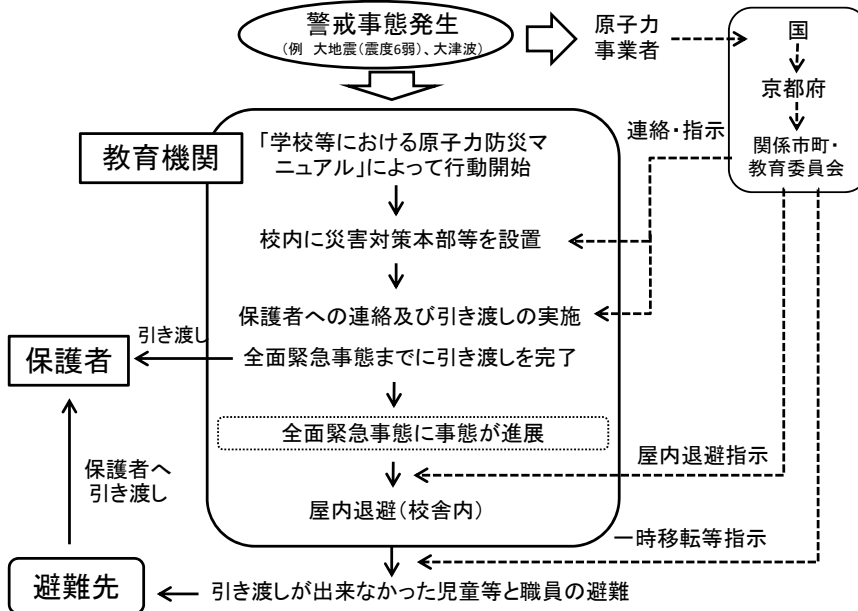 警戒事態発生
(例　大地震(震度6弱)、大津波)
原子力
事業者
国
京都府
関係市町・
教育委員会
連絡・指示
教育機関
「学校等における原子力防災マ
ニュアル」によって行動開始
校内に災害対策本部等を設置
保護者への連絡及び引き渡しの実施
引き渡し
保護者
全面緊急事態までに引き渡しを完了
全面緊急事態に事態が進展
屋内退避指示
保護者へ
引き渡し
屋内退避(校舎内)
一時移転等指示
避難先
引き渡しが出来なかった児童等と職員の避難